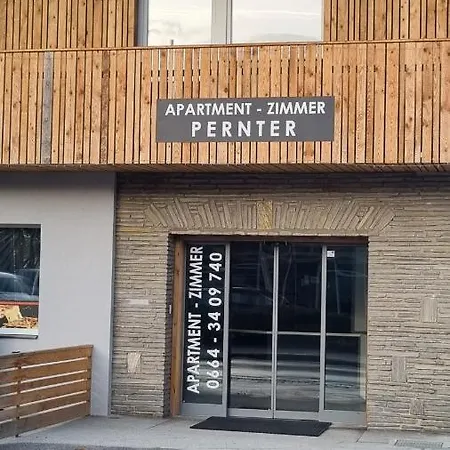 APARTMENT - ZIMMER
PERNTER
APARTMENT - ZIMMER
0664 - 34 09 740